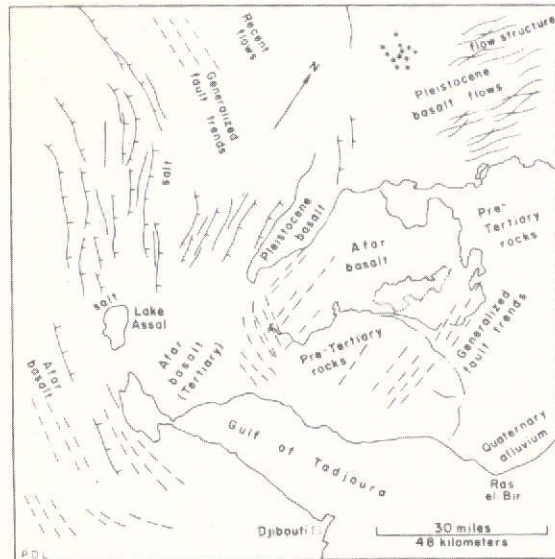 Recent
flows
Generalized
fault trends
N
flow structure
Pleistocene
basalt flows
salt
Pleistocene
basalt
Afar
basalt
Pre-
Tertiary
rocks
salt
Lake
Assal
Afar
basalt
(Tertiary)
Pre-Tertiary
rocks
Generalized
fault trends
Afar
basalt
Gulf of Tadjoura
Quaternary
alluvium
Ras
el Bir
Djibouti
30 miles
48 kilometers
PDL